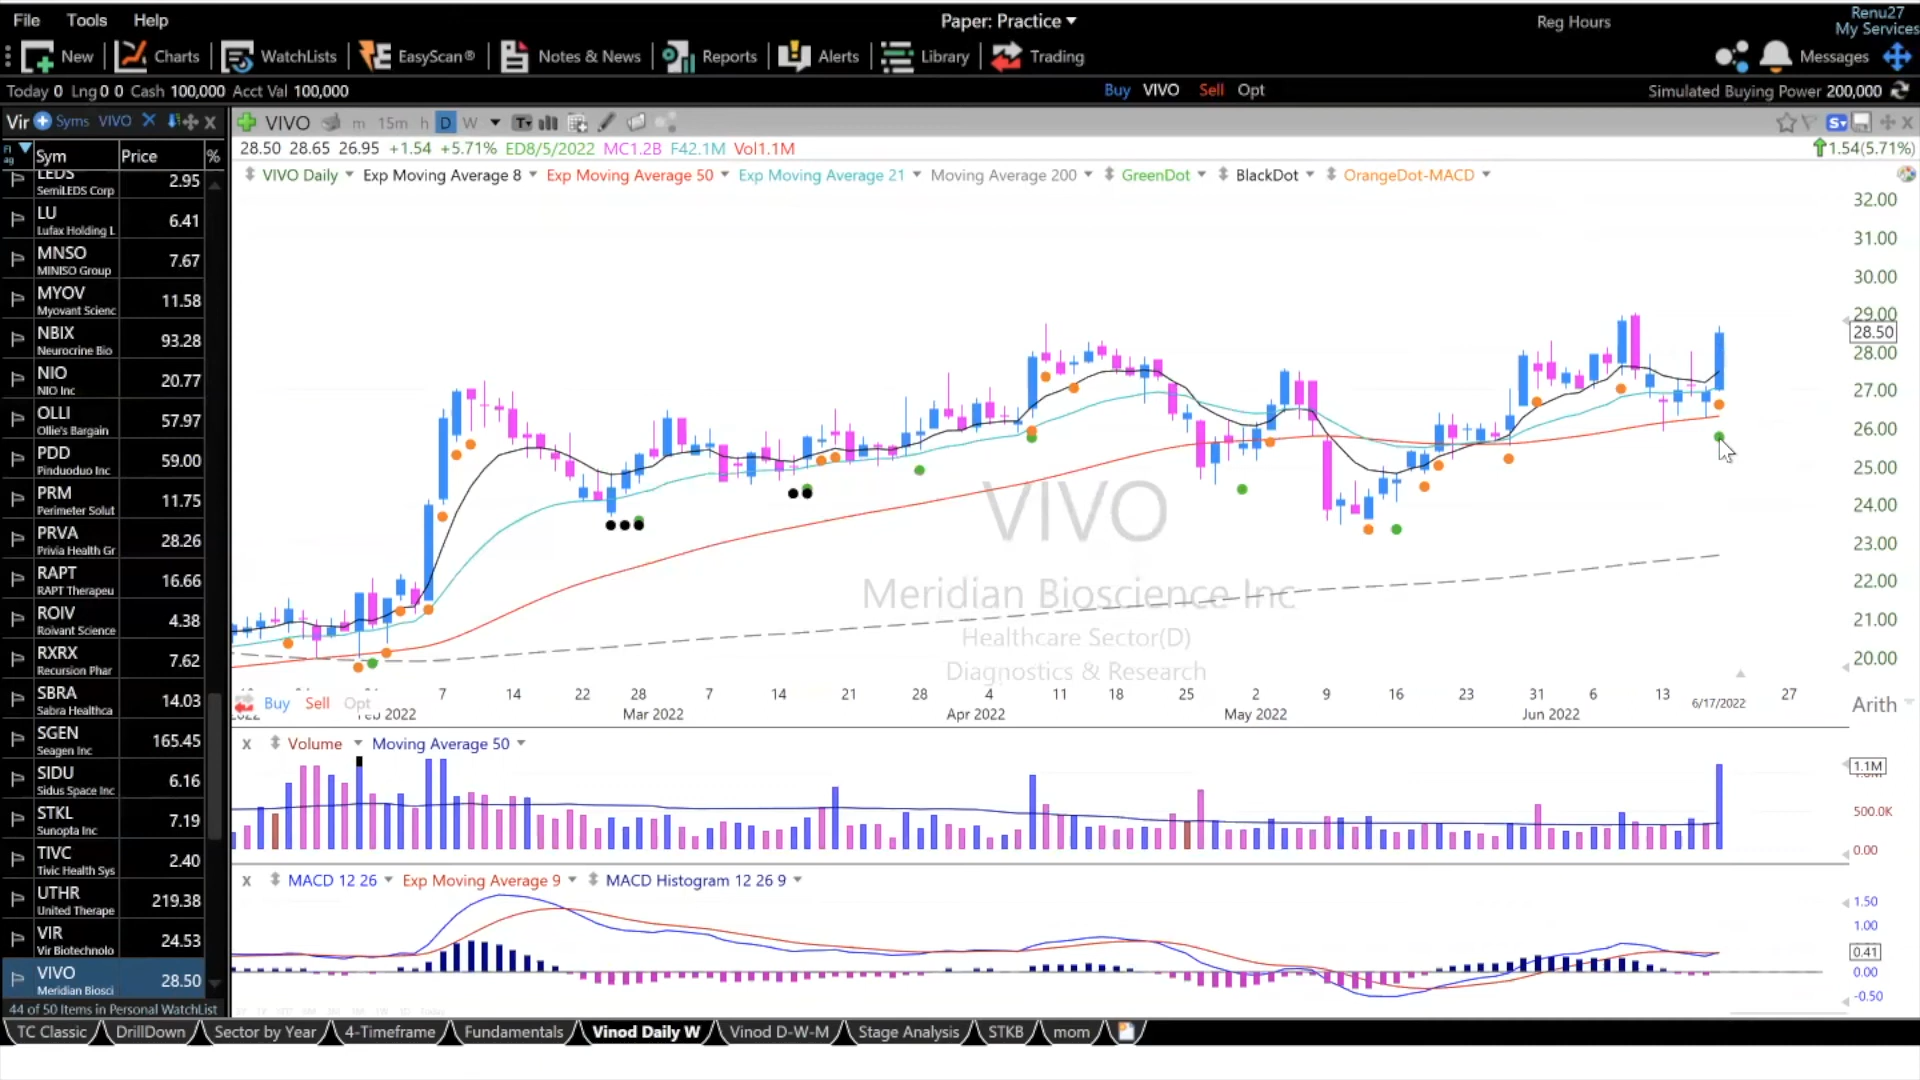 File Tools Help Paper: Practice Reg Hours Renu27
My Services
New Charts WatchLists EasyScan® Notes & News Reports Alerts Library Trading Messages
Today 0 Lng 0 0 Cash 100,000 Acct Val 100,000 Buy VIVO Sell Opt Simulated Buying Power 200,000
Vir Syms VIVO X X VIVO m 15m h D W
28.50 28.65 26.95 +1.54 +5.71% ED8/5/2022 MC1.2B F42.1M Vol1.1M 1.54(5.71%)
Flag Sym Price %
VIVO Daily Exp Moving Average 8 Exp Moving Average 50 Exp Moving Average 21 Moving Average 200 GreenDot BlackDot OrangeDot-MACD
LEDS 2.95
SemiLEDS Corp
LU 6.41
Lufax Holding L
MNSO 7.67
MINISO Group
MYOV 11.58
Myovant Scienc
NBIX 93.28
Neurocrine Bio
NIO 20.77
NIO Inc
OLLI 57.97
Ollie's Bargain
PDD 59.00
Pinduoduo Inc
PRM 11.75
Perimeter Solut
PRVA 28.26
Privia Health Gr
RAPT 16.66
RAPT Therapeu
ROIV 4.38
Roivant Science
RXRX 7.62
Recursion Phar
SBRA 14.03
Sabra Healthca
SGEN 165.45
Seagen Inc
SIDU 6.16
Sidus Space Inc
STKL 7.19
Sunopta Inc
TIVC 2.40
Tivic Health Sys
UTHR 219.38
United Therape
VIR 24.53
Vir Biotechnolo
VIVO 28.50
Meridian Biosci
44 of 50 Items in Personal WatchList
32.00
31.00
30.00
29.00
28.50
28.00
27.00
26.00
25.00
24.00
23.00
22.00
21.00
20.00
VIVO
Meridian Bioscience Inc
Healthcare Sector(D)
Diagnostics & Research
7 14 22 28 7 14 21 28 4 11 18 25 2 9 16 23 31 6 13 27
Buy Sell Opt 6/17/2022 Arith
2022 Feb 2022 Mar 2022 Apr 2022 May 2022 Jun 2022
X Volume Moving Average 50
1.1M
500.0K
0.00
X MACD 12 26 Exp Moving Average 9 MACD Histogram 12 26 9
1.50
1.00
0.41
0.00
-0.50
TC Classic DrillDown Sector by Year 4-Timeframe Fundamentals Vinod Daily W Vinod D-W-M Stage Analysis STKB mom